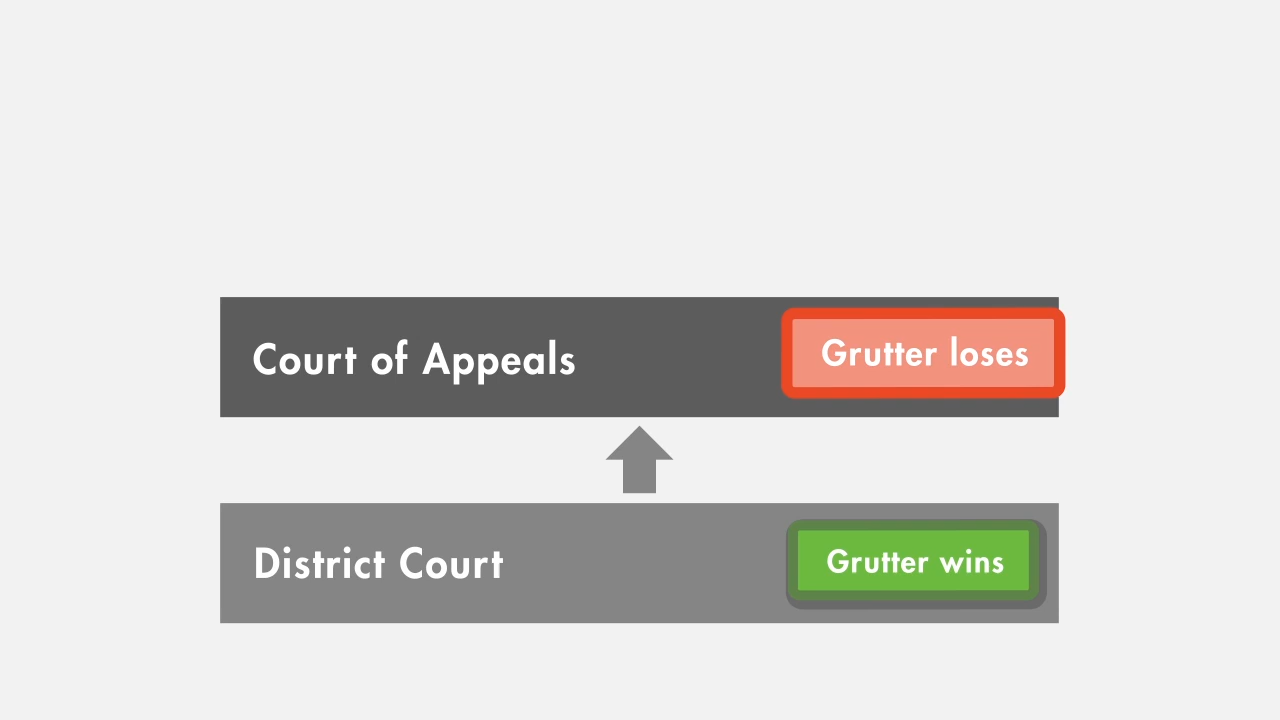 Court of Appeals
Grutter loses
District Court
Grutter wins